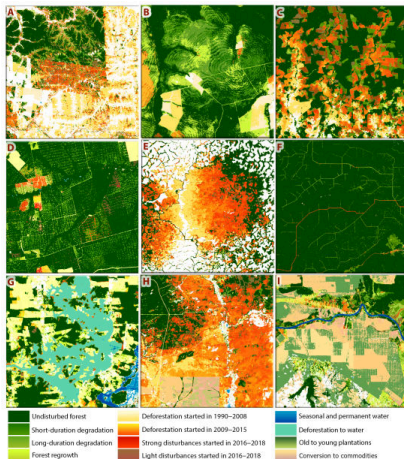 A
B
C
D
E
F
G
H
I
Undisturbed forest
Short-duration degradation
Long-duration degradation
Forest regrowth
Deforestation started in 1990–2008
Deforestation started in 2009–2015
Strong disturbances started in 2016–2018
Light disturbances started in 2016–2018
Seasonal and permanent water
Deforestation to water
Old to young plantations
Conversion to commodities